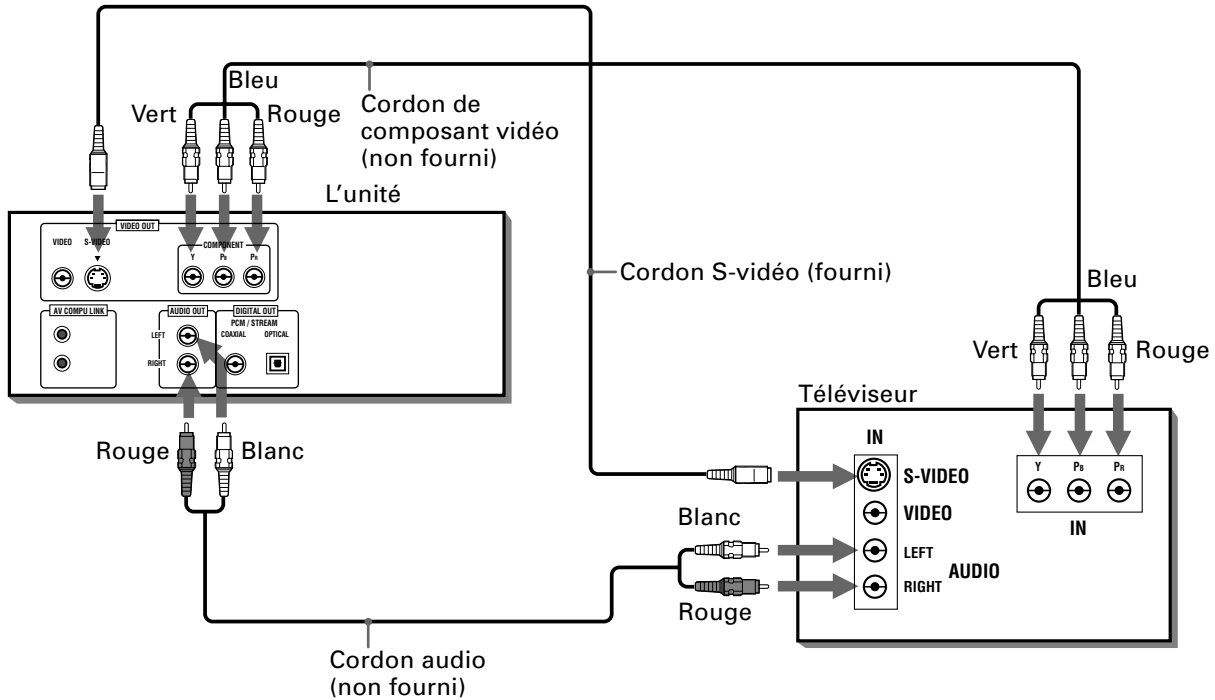 Bleu
Vert
Rouge
Cordon de
composant vidéo
(non fourni)
L'unité
VIDEO OUT
VIDEO
S-VIDEO
COMPONENT
Y
PB
PR
AV COMPU LINK
AUDIO OUT
LEFT
RIGHT
DIGITAL OUT
PCM / STREAM
COAXIAL
OPTICAL
Cordon S-vidéo (fourni)
Bleu
Vert
Rouge
Téléviseur
Rouge
Blanc
IN
S-VIDEO
VIDEO
LEFT
RIGHT
AUDIO
Y
PB
PR
IN
Blanc
Rouge
Cordon audio
(non fourni)